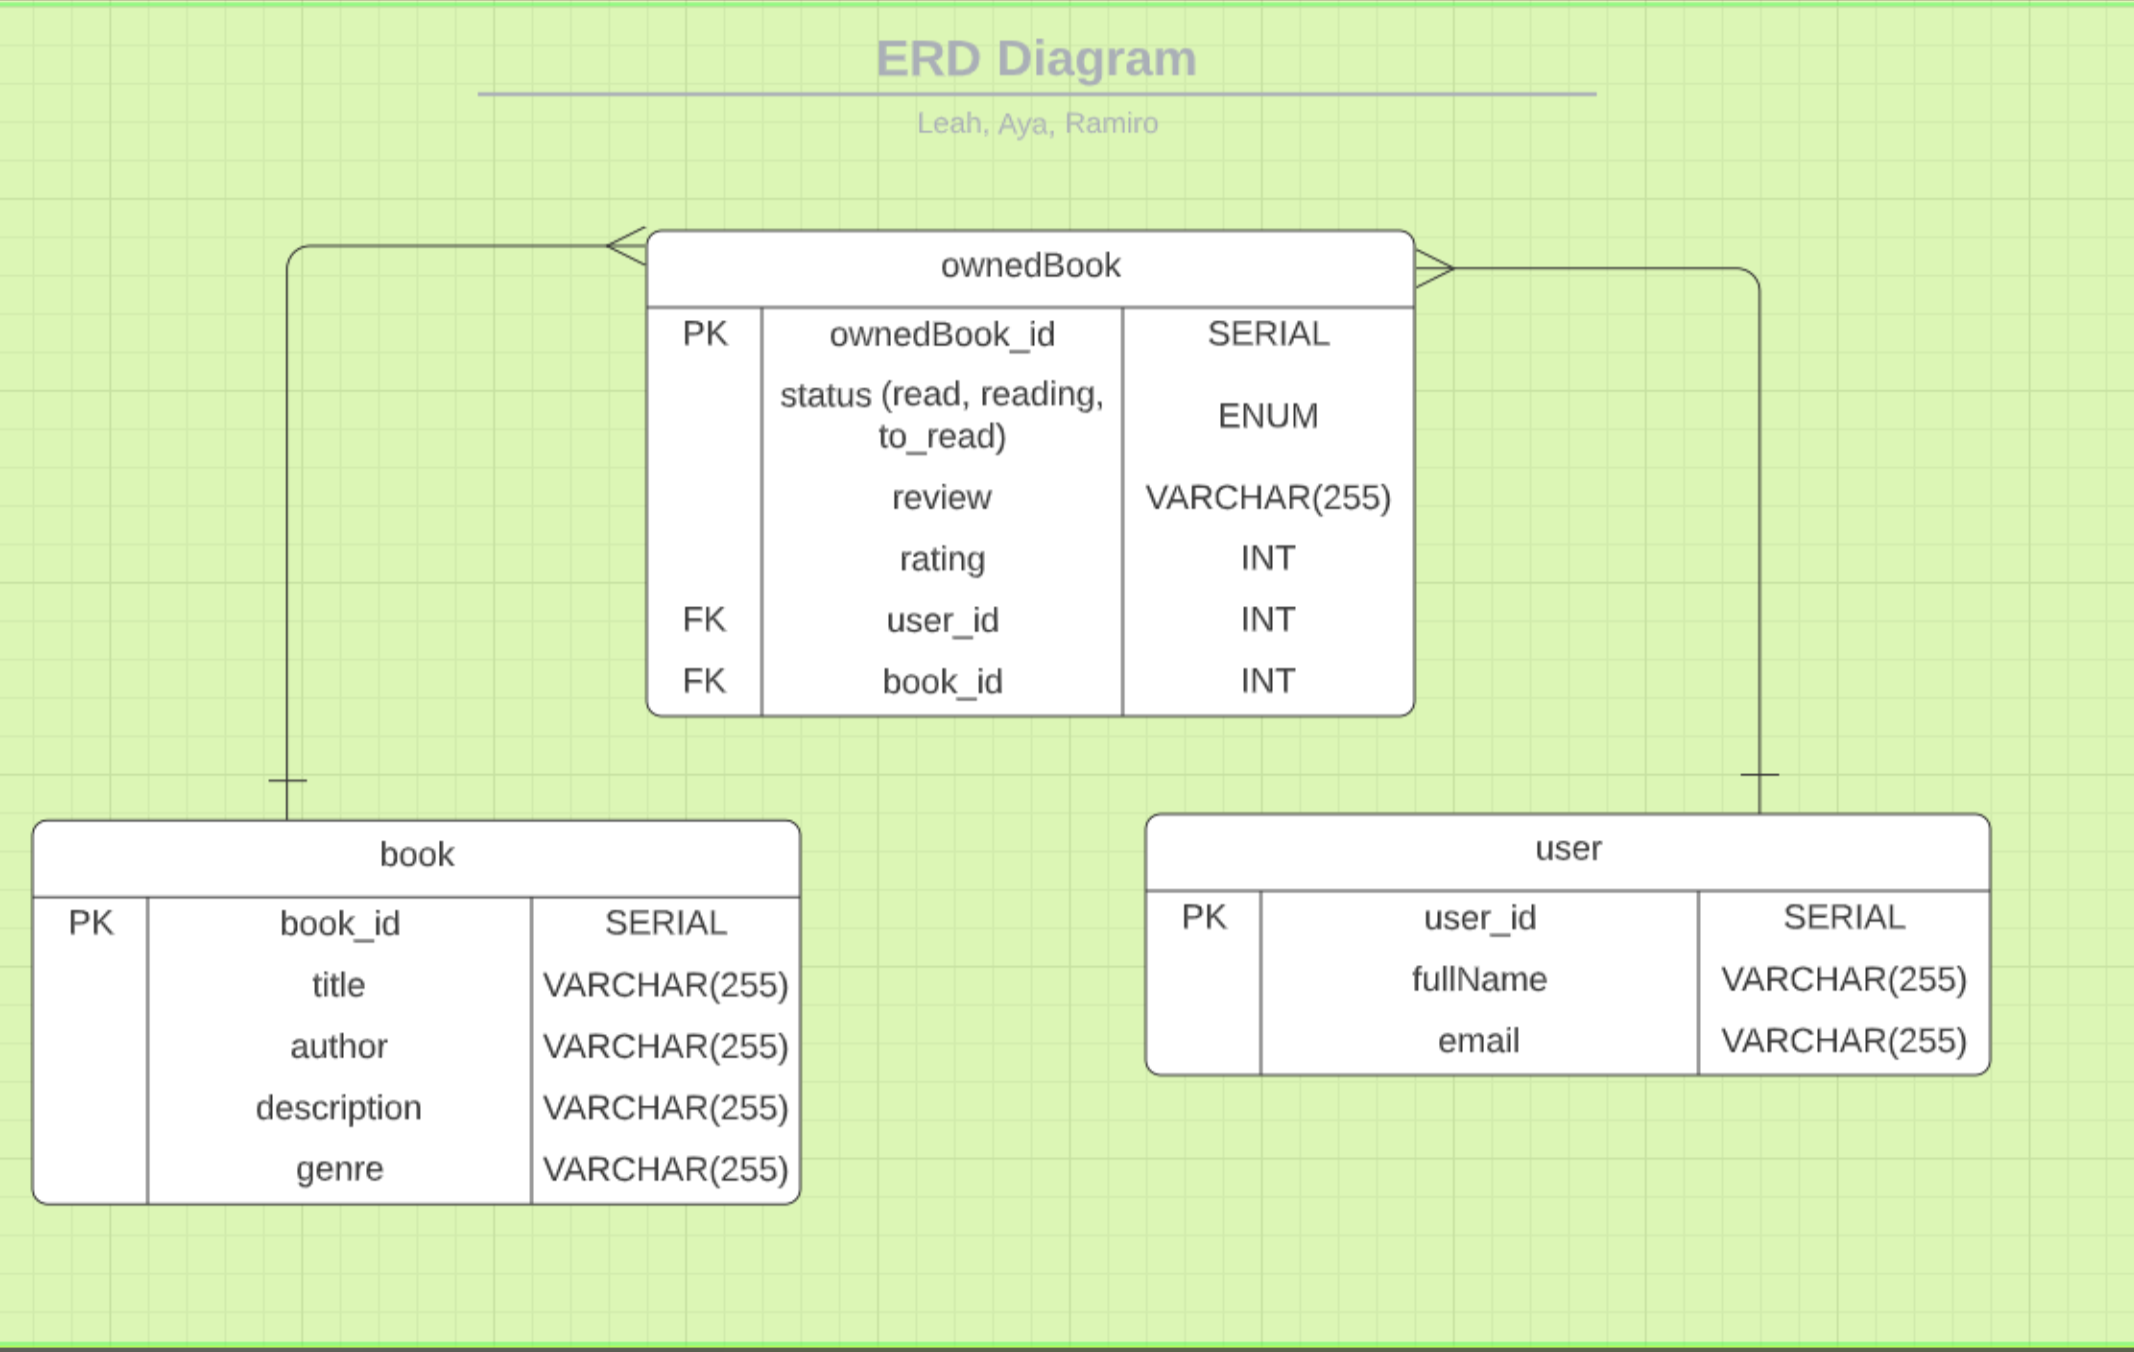 ERD Diagram
Leah, Aya, Ramiro
ownedBook
PK ownedBook_id SERIAL
status (read, reading,
to_read) ENUM
review VARCHAR(255)
rating INT
FK user_id INT
FK book_id INT
book
PK book_id SERIAL
title VARCHAR(255)
author VARCHAR(255)
description VARCHAR(255)
genre VARCHAR(255)
user
PK user_id SERIAL
fullName VARCHAR(255)
email VARCHAR(255)